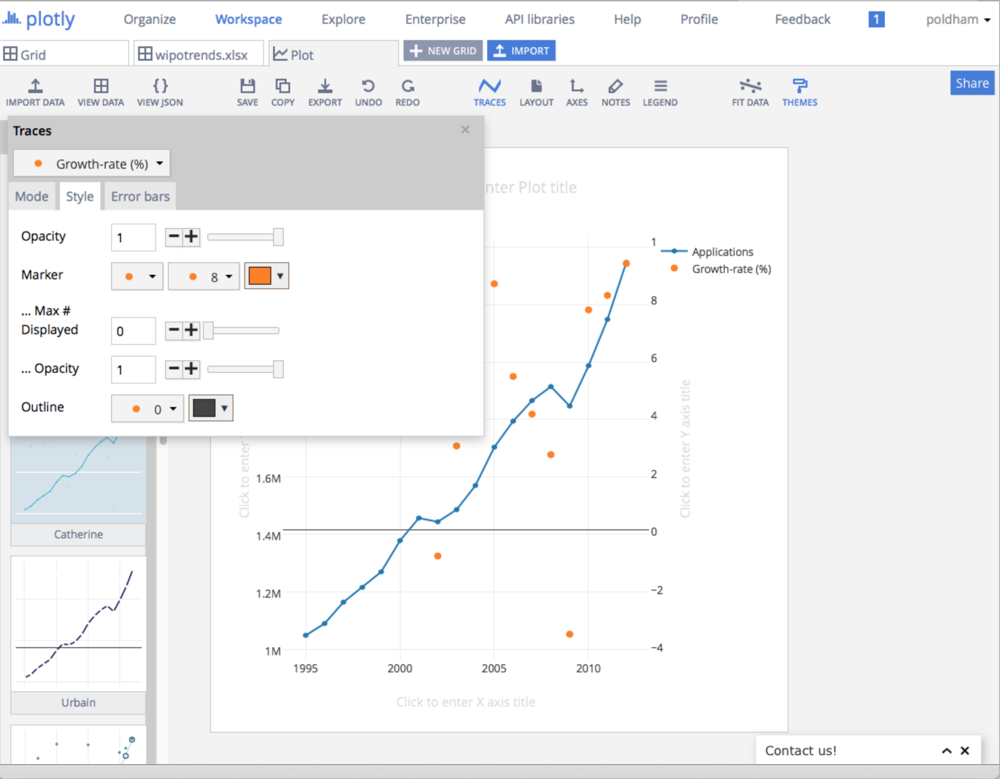 plotly Organize Workspace Explore Enterprise API libraries Help Profile Feedback 1 poldham
Grid wipotrends.xlsx Plot NEW GRID IMPORT
IMPORT DATA VIEW DATA VIEW JSON SAVE COPY EXPORT UNDO REDO TRACES LAYOUT AXES NOTES LEGEND FIT DATA THEMES Share
Traces
Growth-rate (%)
Mode Style Error bars
Opacity 1
Marker 8
... Max #
Displayed 0
... Opacity 1
Outline 0
nter Plot title
Applications
Growth-rate (%)
1
8
6
4
2
0
−2
−4
1.6M
1.4M
1.2M
1M
1995 2000 2005 2010
Click to enter
Click to enter Y axis title
Click to enter X axis title
Catherine
Urbain
Contact us!